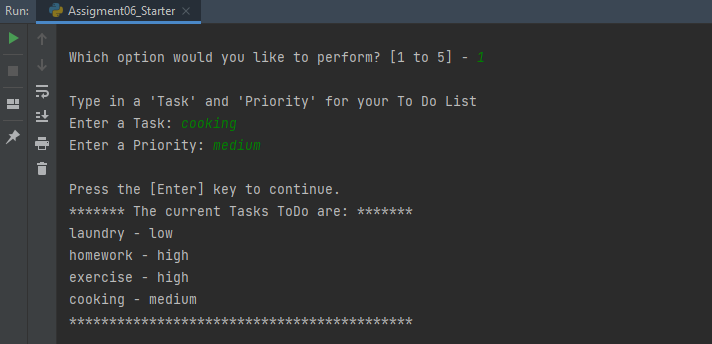 Run: Assigment06_Starter ×
Which option would you like to perform? [1 to 5] - 1
Type in a 'Task' and 'Priority' for your To Do List
Enter a Task: cooking
Enter a Priority: medium
Press the [Enter] key to continue.
******* The current Tasks ToDo are: *******
laundry - low
homework - high
exercise - high
cooking - medium
*******************************************